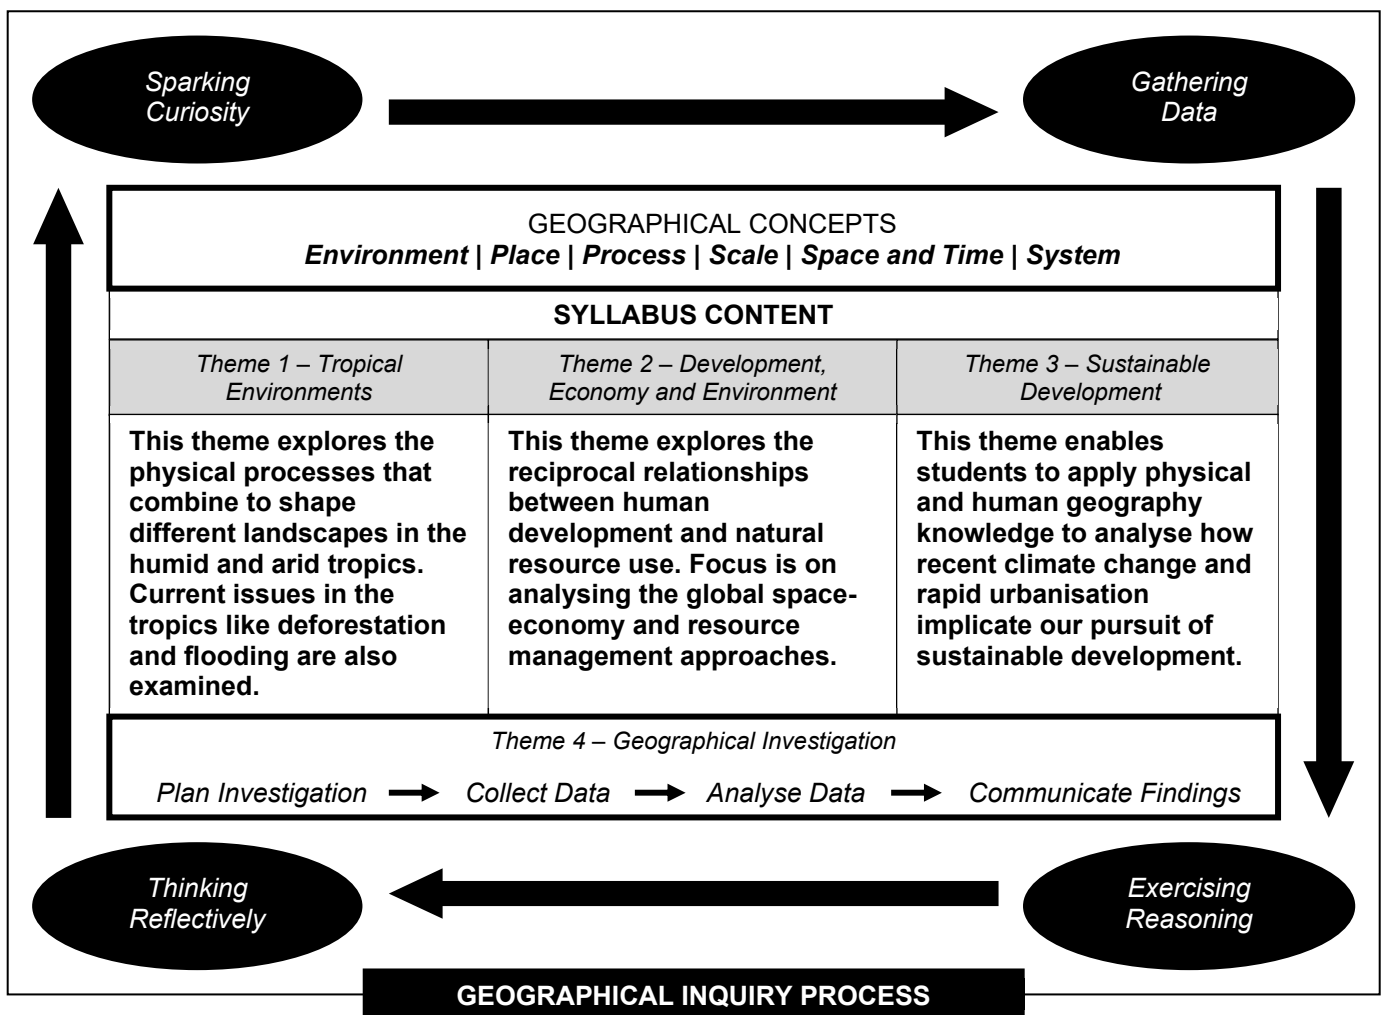 Sparking
Curiosity
Gathering
Data
GEOGRAPHICAL CONCEPTS
Environment | Place | Process | Scale | Space and Time | System
SYLLABUS CONTENT
Theme 1 – Tropical
Environments
Theme 2 – Development,
Economy and Environment
Theme 3 – Sustainable
Development
This theme explores the
physical processes that
combine to shape
different landscapes in the
humid and arid tropics.
Current issues in the
tropics like deforestation
and flooding are also
examined.
This theme explores the
reciprocal relationships
between human
development and natural
resource use. Focus is on
analysing the global space-
economy and resource
management approaches.
This theme enables
students to apply physical
and human geography
knowledge to analyse how
recent climate change and
rapid urbanisation
implicate our pursuit of
sustainable development.
Theme 4 – Geographical Investigation
Plan Investigation
Collect Data
Analyse Data
Communicate Findings
Thinking
Reflectively
Exercising
Reasoning
GEOGRAPHICAL INQUIRY PROCESS